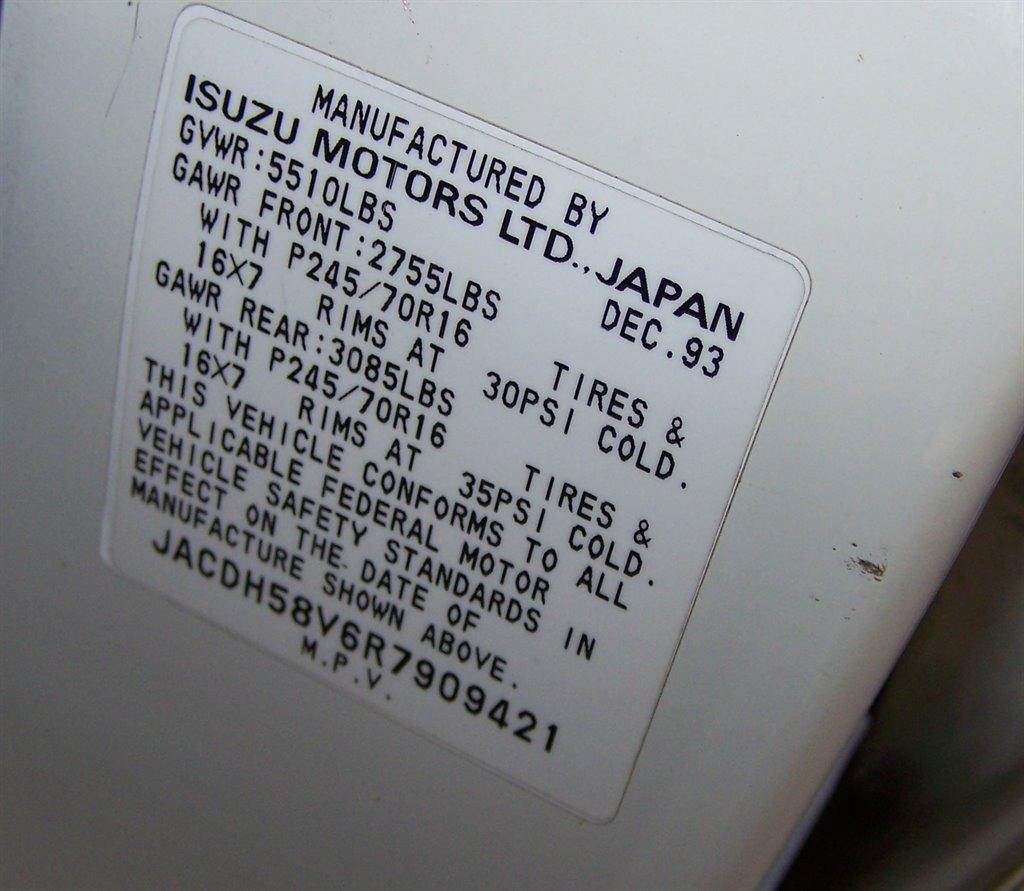 MANUFACTURED BY
ISUZU MOTORS LTD., JAPAN
GVWR:5510LBS DEC.93
GAWR FRONT:2755LBS
WITH P245/70R16 TIRES &
16X7 RIMS AT 30PSI COLD.
GAWR REAR:3085LBS
WITH P245/70R16 TIRES &
16X7 RIMS AT 35PSI COLD.
THIS VEHICLE CONFORMS TO ALL
APPLICABLE FEDERAL MOTOR
VEHICLE SAFETY STANDARDS IN
EFFECT ON THE DATE OF
MANUFACTURE SHOWN ABOVE.
JACDH58V6R7909421
M.P.V.